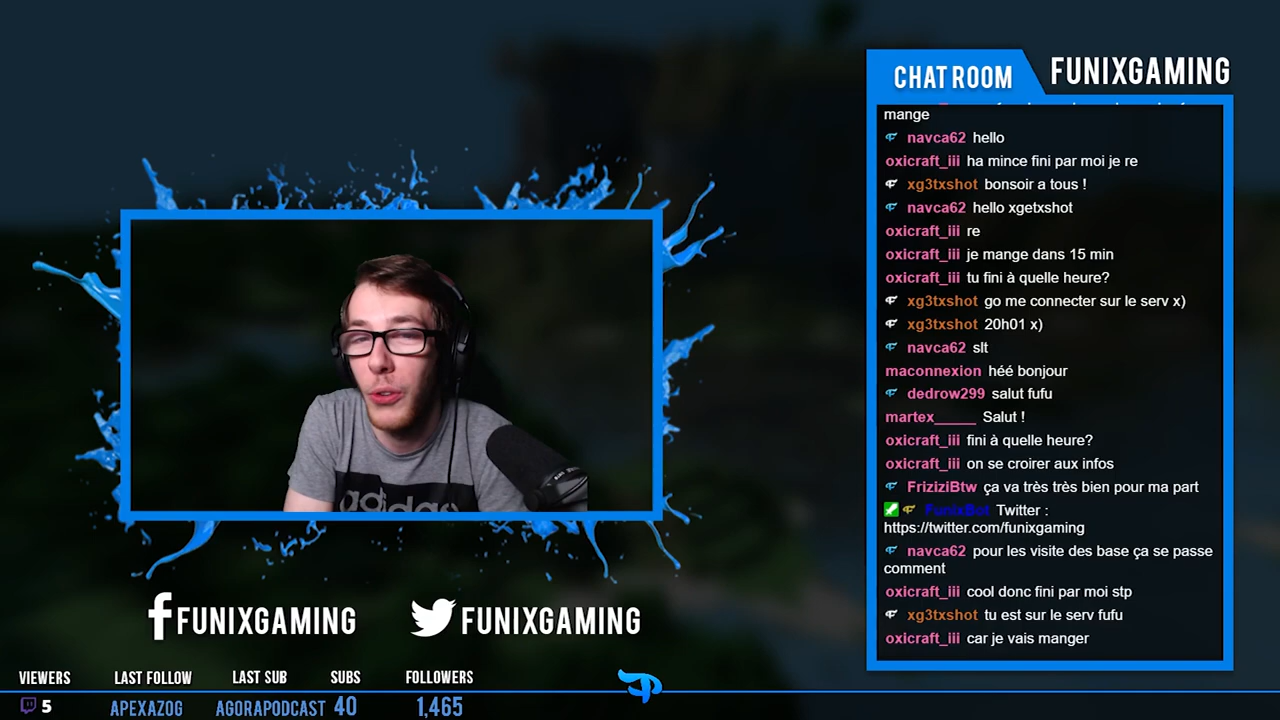 CHAT ROOM
FUNIXGAMING
mange
navca62 hello
oxicraft_iii ha mince fini par moi je re
xg3txshot bonsoir a tous !
navca62 hello xgetxshot
oxicraft_iii re
oxicraft_iii je mange dans 15 min
oxicraft_iii tu fini à quelle heure?
xg3txshot go me connecter sur le serv x)
xg3txshot 20h01 x)
navca62 slt
maconnexion héé bonjour
dedrow299 salut fufu
martex_____ Salut !
oxicraft_iii fini à quelle heure?
oxicraft_iii on se croirer aux infos
FriziziBtw ça va très très bien pour ma part
FunixBot Twitter :
https://twitter.com/funixgaming
navca62 pour les visite des base ça se passe
comment
oxicraft_iii cool donc fini par moi stp
xg3txshot tu est sur le serv fufu
oxicraft_iii car je vais manger
adidas
FUNIXGAMING
FUNIXGAMING
VIEWERS LAST FOLLOW LAST SUB SUBS FOLLOWERS
5 APEXAZOG AGORAPODCAST 40 1,465